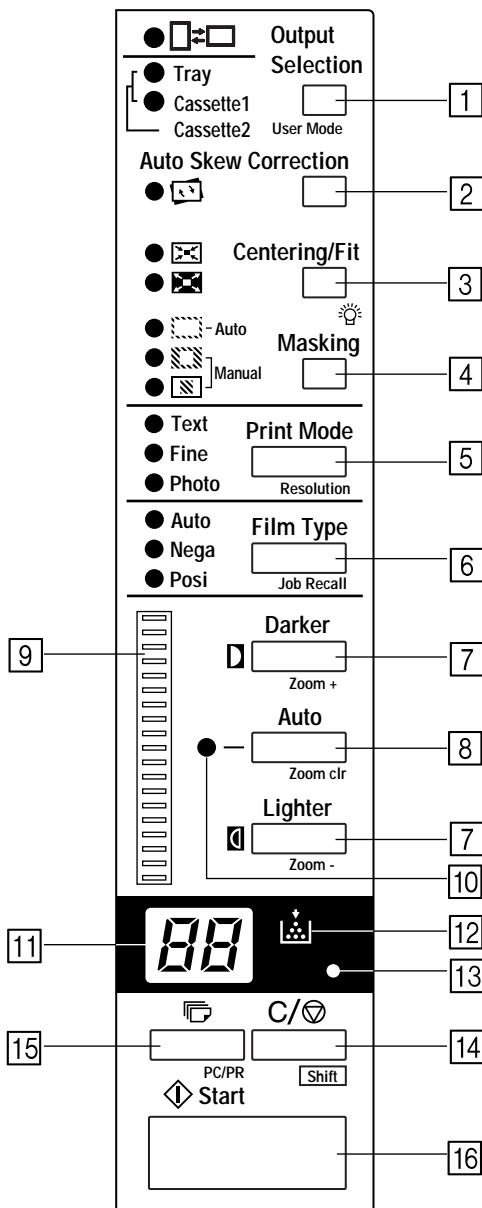 Output
Selection
Tray
Cassette1
Cassette2
User Mode
1
Auto Skew Correction
2
Centering/Fit
3
Auto
Masking
Manual
4
Text
Fine
Photo
Print Mode
Resolution
5
Auto
Nega
Posi
Film Type
Job Recall
6
9
Darker
Zoom +
7
Auto
Zoom clr
8
Lighter
Zoom -
7
10
11
88
12
13
15
C/
14
PC/PR
Shift
Start
16